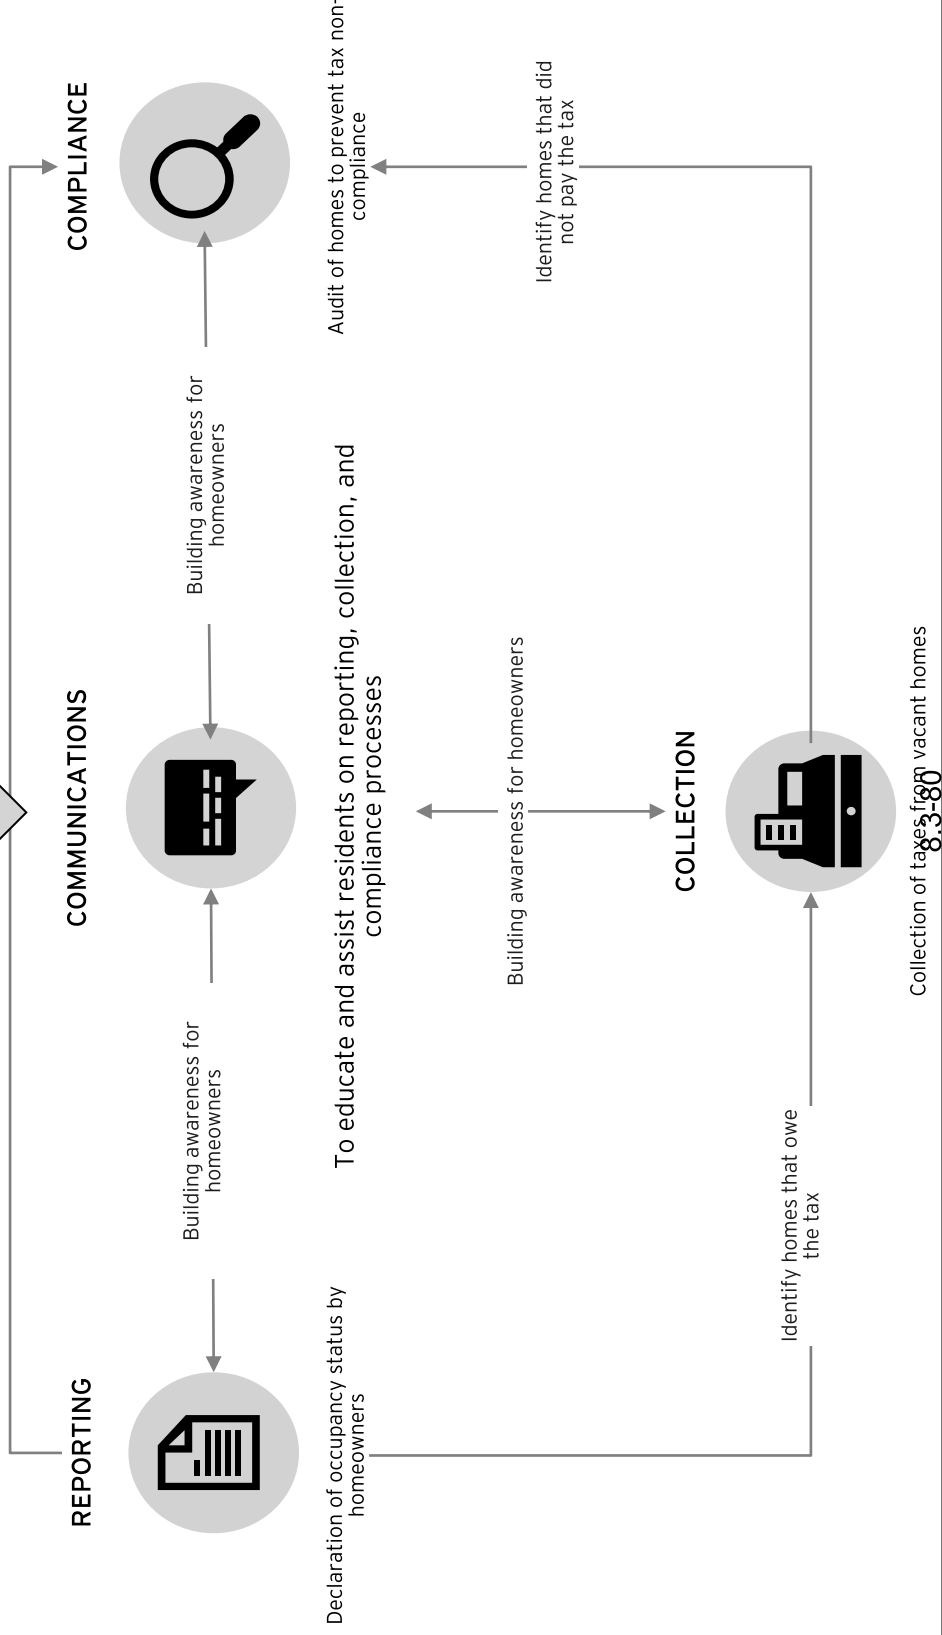 REPORTING
COMMUNICATIONS
COMPLIANCE
Building awareness for
homeowners
Building awareness for
homeowners
Declaration of occupancy status by
homeowners
To educate and assist residents on reporting, collection, and
compliance processes
Audit of homes to prevent tax non-
compliance
Building awareness for homeowners
Identify homes that did
not pay the tax
COLLECTION
Identify homes that owe
the tax
Collection of taxes from vacant homes
8.3-80